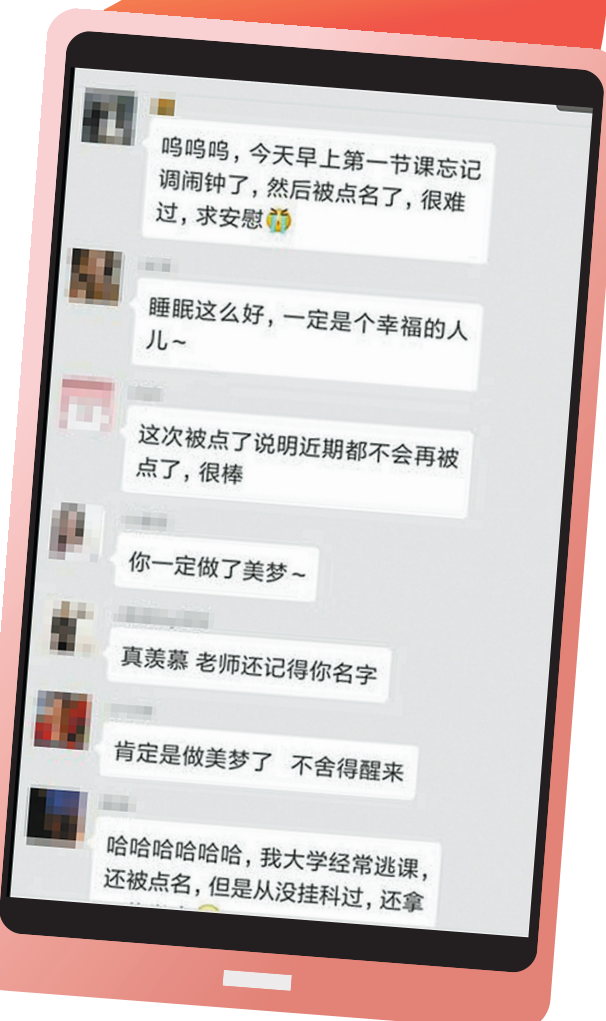 呜呜呜，今天早上第一节课忘记
调闹钟了，然后被点名了，很难
过，求安慰😭
睡眠这么好，一定是个幸福的人
儿~
这次被点了说明近期都不会再被
点了，很棒
你一定做了美梦~
真羡慕 老师还记得你名字
肯定是做美梦了 不舍得醒来
哈哈哈哈哈哈，我大学经常逃课，
还被点名，但是从没挂科过，还拿